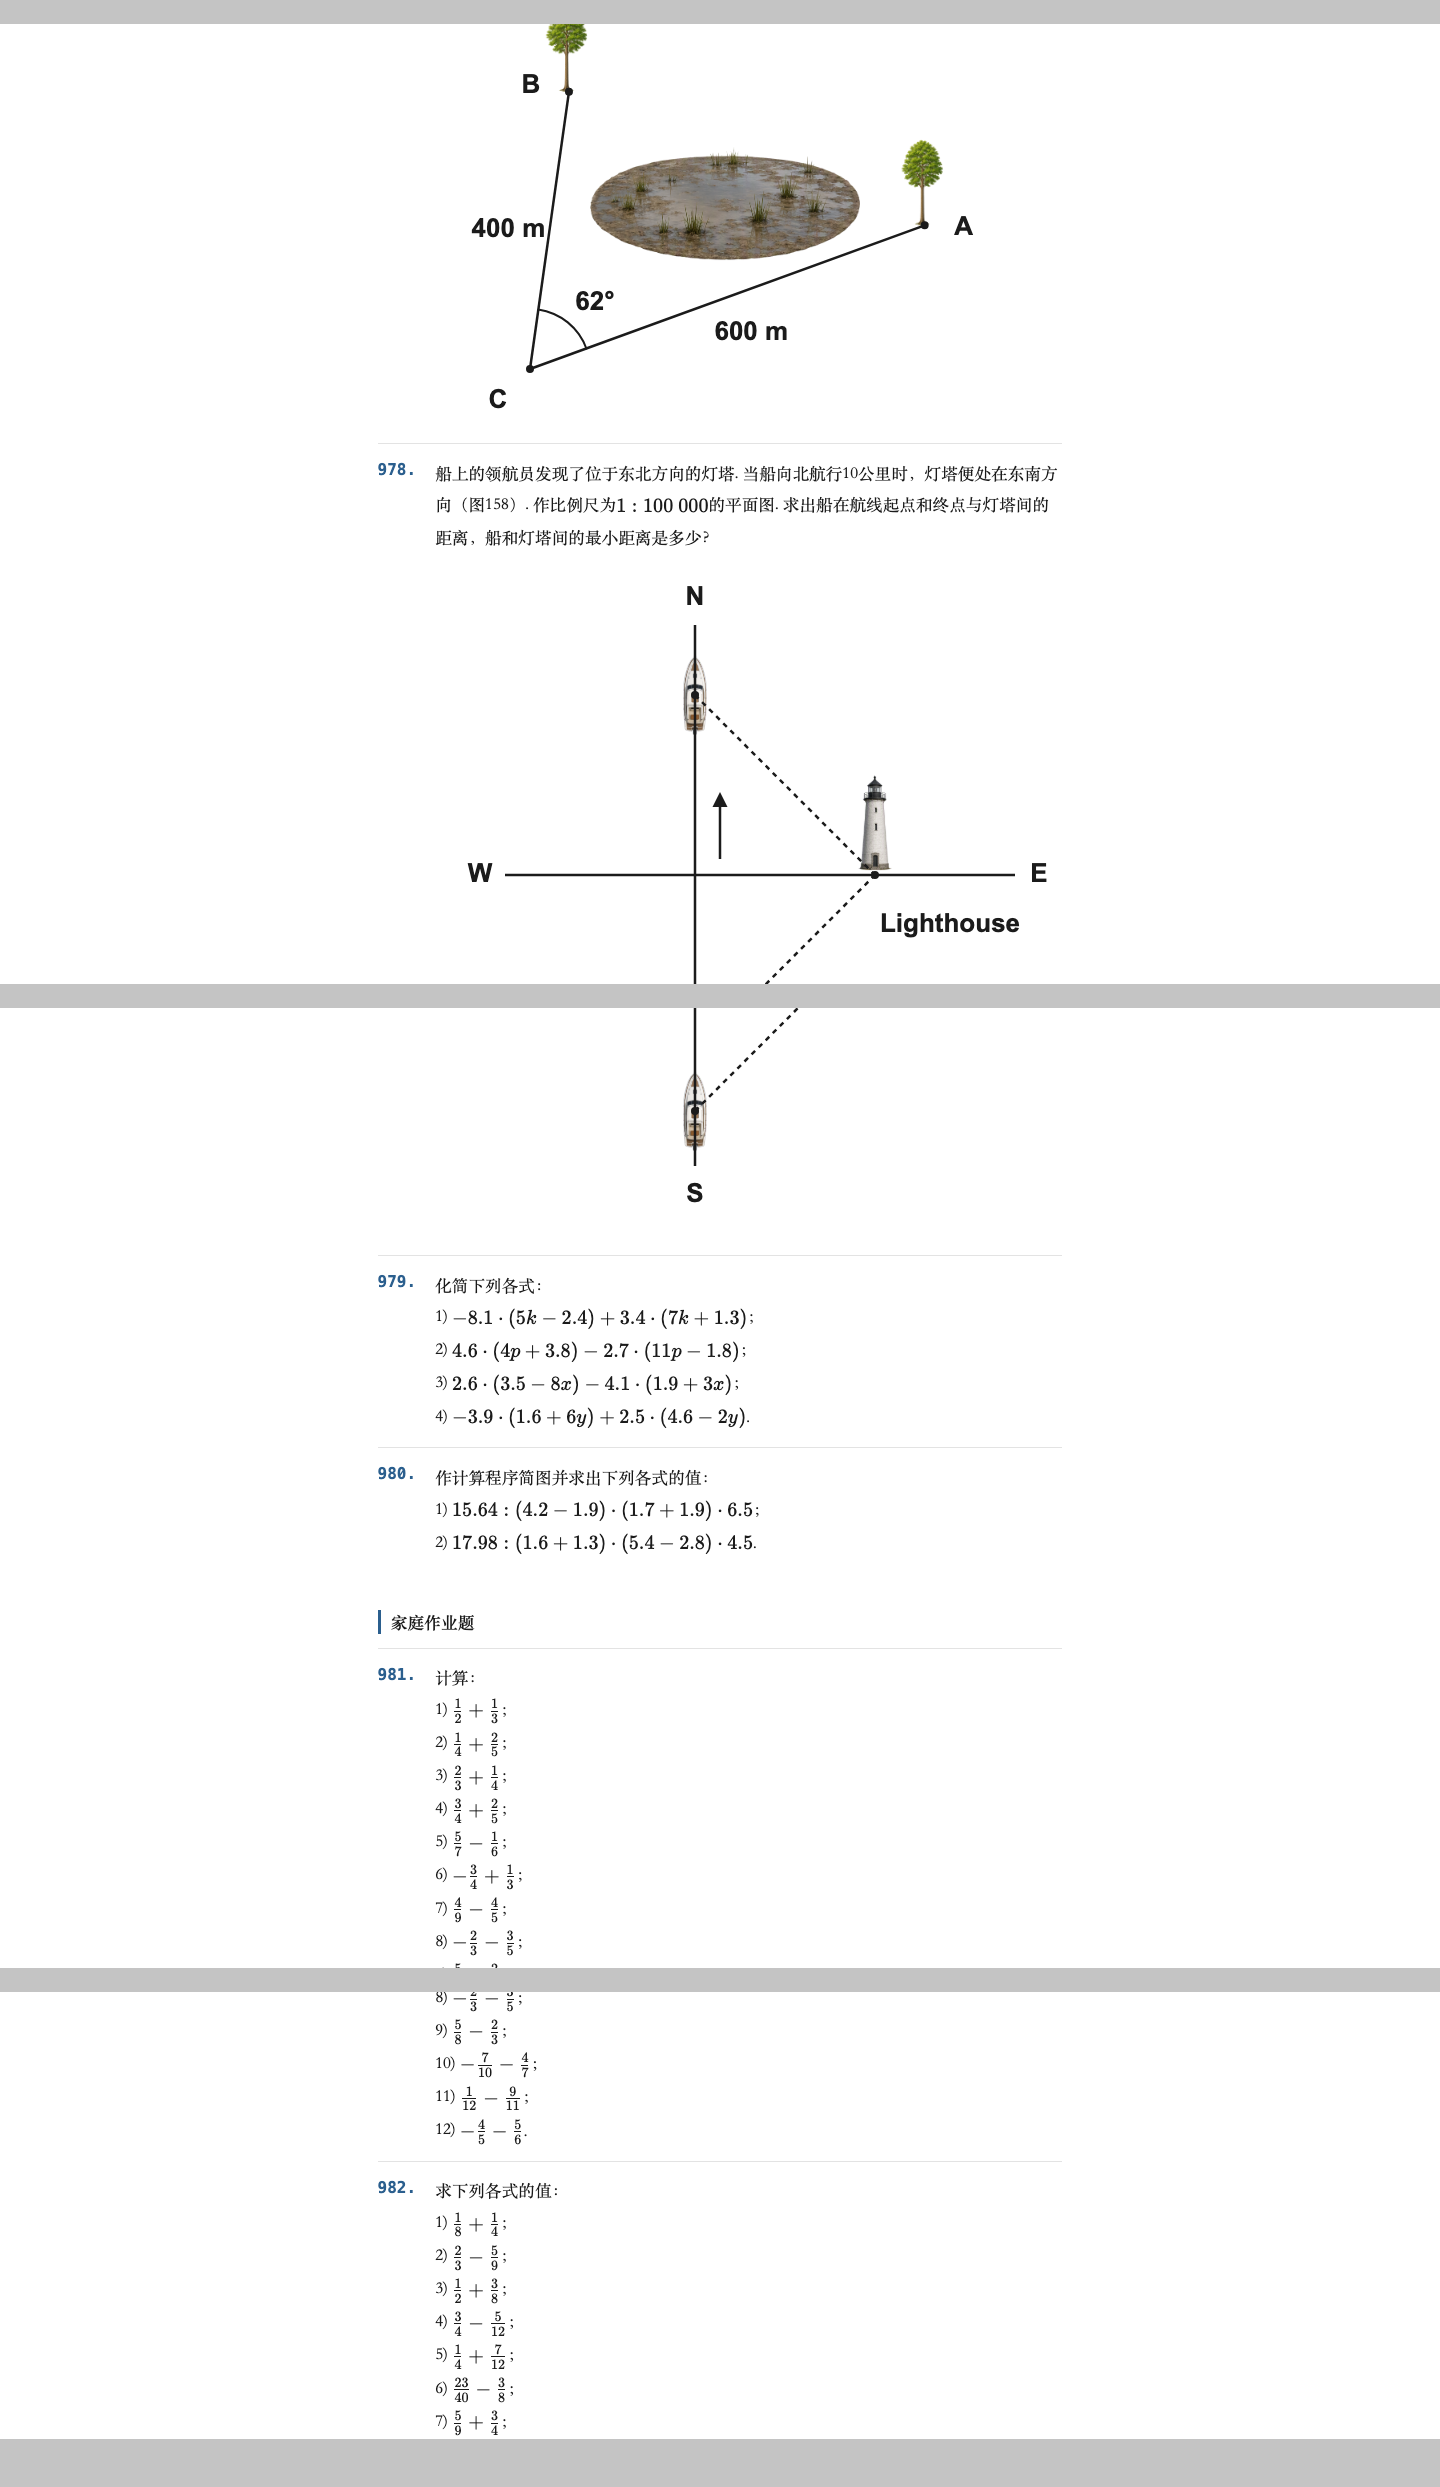 B
400 m
A
62°
600 m
C
978. 船上的领航员发现了位于东北方向的灯塔. 当船向北航行10公里时，灯塔便处在东南方
向（图158）. 作比例尺为1 : 100 000的平面图. 求出船在航线起点和终点与灯塔间的
距离，船和灯塔间的最小距离是多少?
N
W
E
Lighthouse
S
979. 化简下列各式：
1) −8.1 · (5k − 2.4) + 3.4 · (7k + 1.3)；
2) 4.6 · (4p + 3.8) − 2.7 · (11p − 1.8)；
3) 2.6 · (3.5 − 8x) − 4.1 · (1.9 + 3x)；
4) −3.9 · (1.6 + 6y) + 2.5 · (4.6 − 2y).
980. 作计算程序简图并求出下列各式的值：
1) 15.64 : (4.2 − 1.9) · (1.7 + 1.9) · 6.5；
2) 17.98 : (1.6 + 1.3) · (5.4 − 2.8) · 4.5.
家庭作业题
981. 计算：
1) 1/2 + 1/3；
2) 1/4 + 2/5；
3) 2/3 + 1/4；
4) 3/4 + 2/5；
5) 5/7 − 1/6；
6) −3/4 + 1/3；
7) 4/9 − 4/5；
8) −2/3 − 3/5；
8) −2/3 − 3/5；
9) 5/8 − 2/3；
10) −7/10 − 4/7；
11) 1/12 − 9/11；
12) −4/5 − 5/6.
982. 求下列各式的值：
1) 1/8 + 1/4；
2) 2/3 − 5/9；
3) 1/2 + 3/8；
4) 3/4 − 5/12；
5) 1/4 + 7/12；
6) 23/40 − 3/8；
7) 5/9 + 3/4；